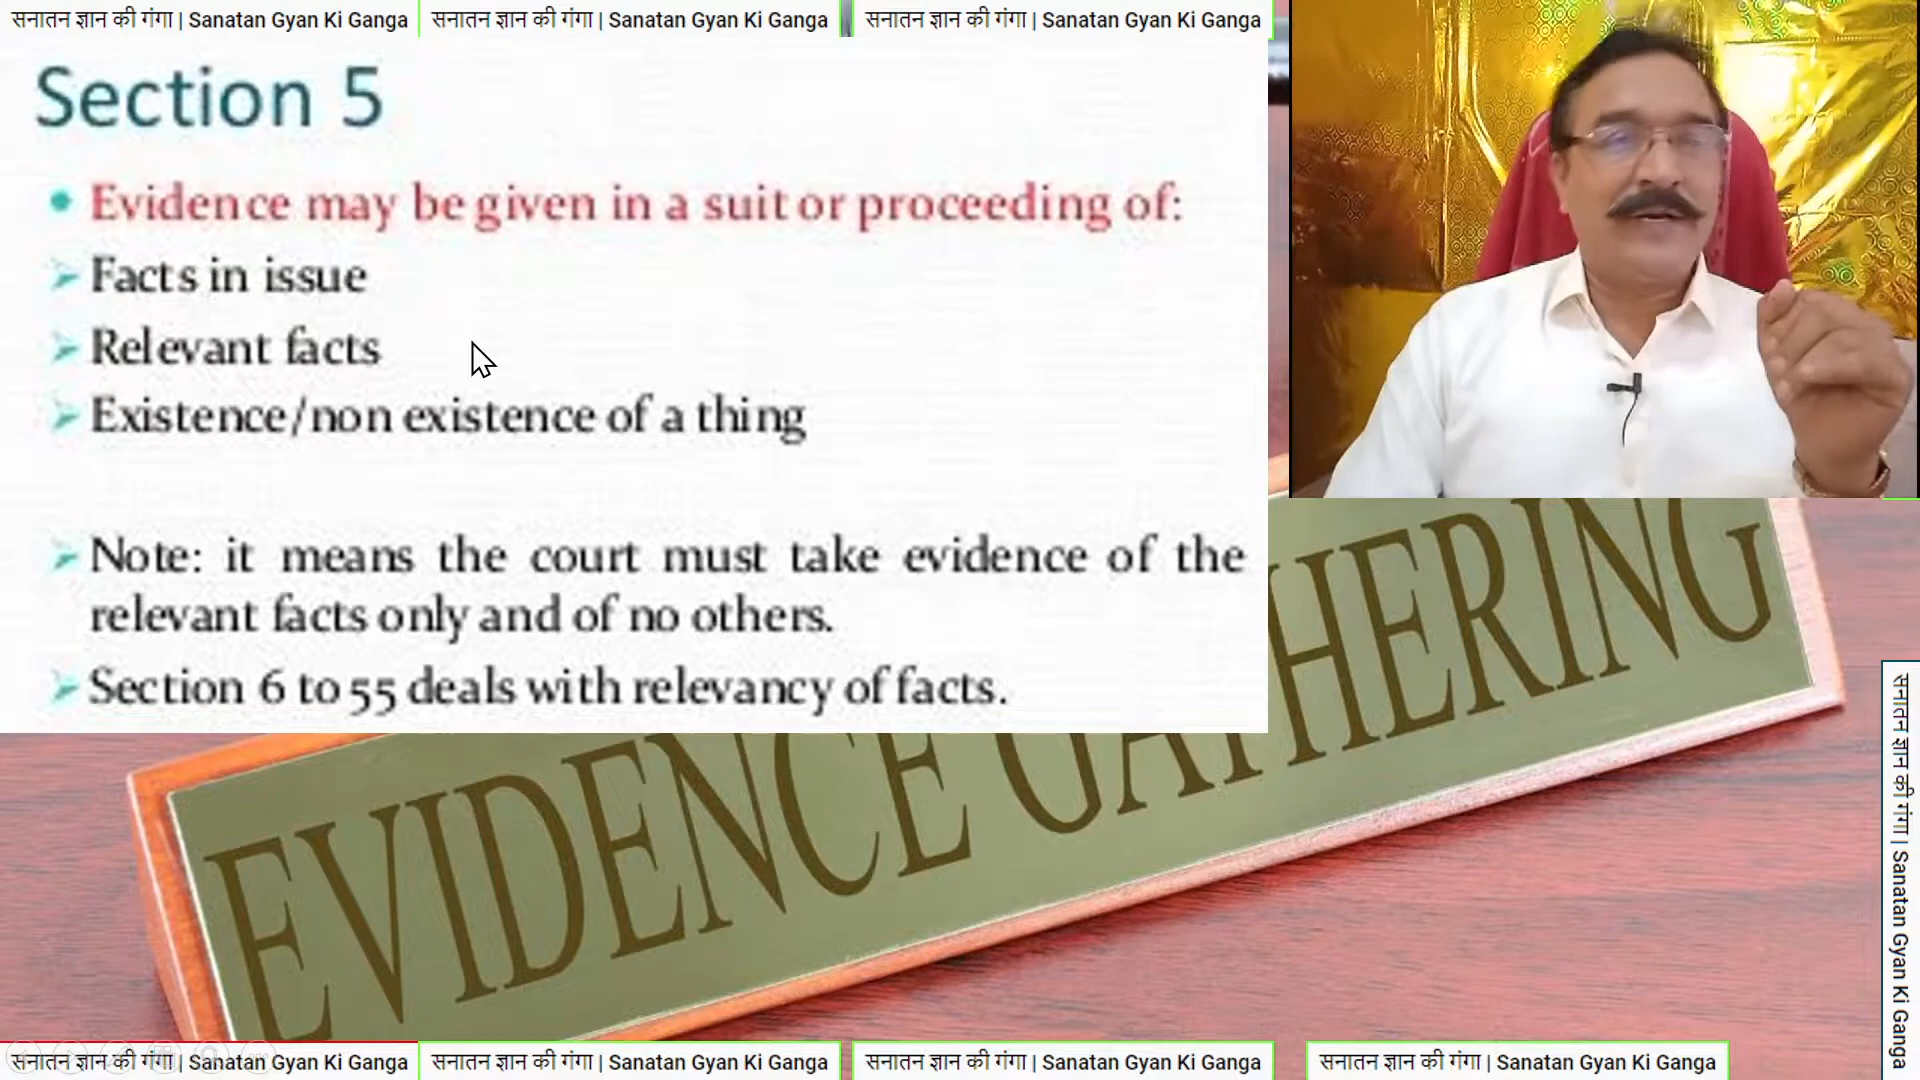 सनातन ज्ञान की गंगा | Sanatan Gyan Ki Ganga
सनातन ज्ञान की गंगा | Sanatan Gyan Ki Ganga
सनातन ज्ञान की गंगा | Sanatan Gyan Ki Ganga
Section 5
Evidence may be given in a suit or proceeding of:
Facts in issue
Relevant facts
Existence/non existence of a thing
Note: it means the court must take evidence of the
relevant facts only and of no others.
Section 6 to 55 deals with relevancy of facts.
EVIDENCE GATHERING
सनातन ज्ञान की गंगा | Sanatan Gyan Ki Ganga
सनातन ज्ञान की गंगा | Sanatan Gyan Ki Ganga
सनातन ज्ञान की गंगा | Sanatan Gyan Ki Ganga
सनातन ज्ञान की गंगा | Sanatan Gyan Ki Ganga
सनातन ज्ञान की गंगा | Sanatan Gyan Ki Ganga